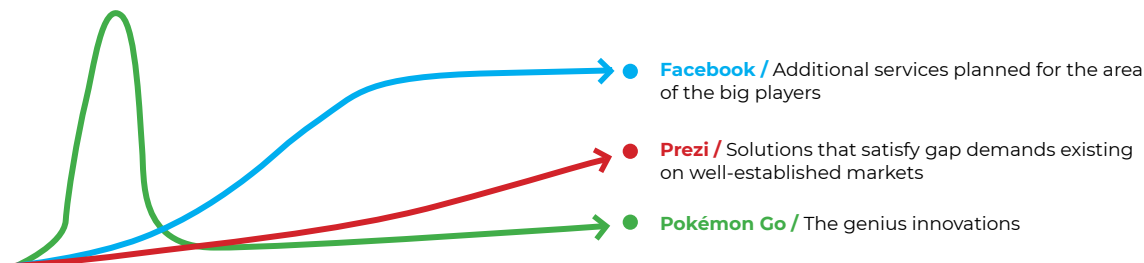 Facebook / Additional services planned for the area
of the big players
Prezi / Solutions that satisfy gap demands existing
on well-established markets
Pokémon Go / The genius innovations